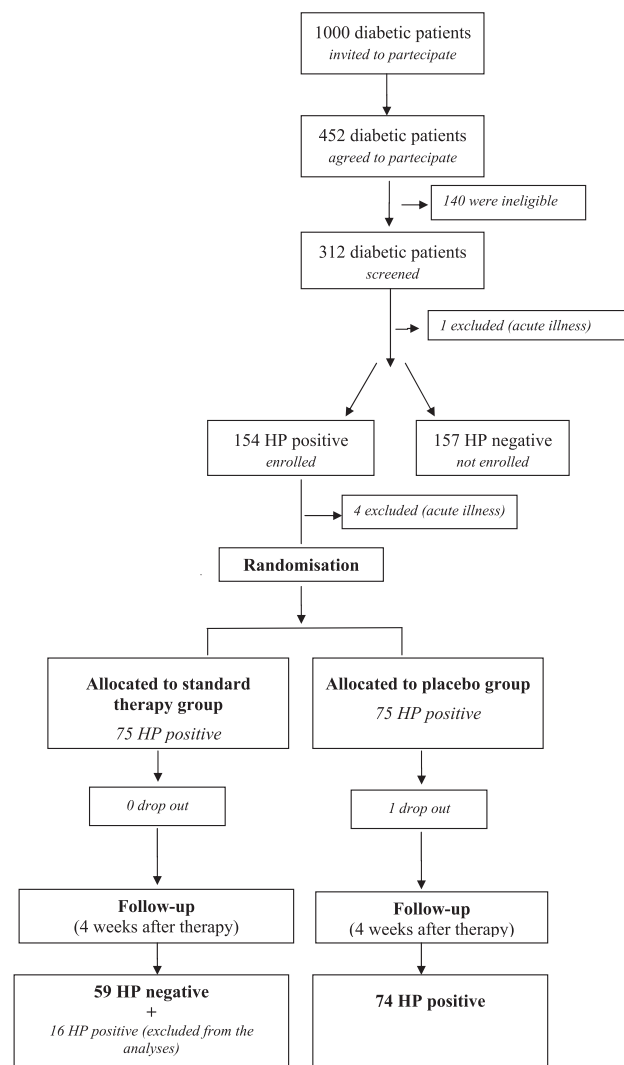 1000 diabetic patients
invited to partecipate
452 diabetic patients
agreed to partecipate
140 were ineligible
312 diabetic patients
screened
1 excluded (acute illness)
154 HP positive
enrolled
157 HP negative
not enrolled
4 excluded (acute illness)
Randomisation
Allocated to standard
therapy group
75 HP positive
Allocated to placebo group
75 HP positive
0 drop out
1 drop out
Follow-up
(4 weeks after therapy)
Follow-up
(4 weeks after therapy)
59 HP negative
+
16 HP positive (excluded from the
analyses)
74 HP positive